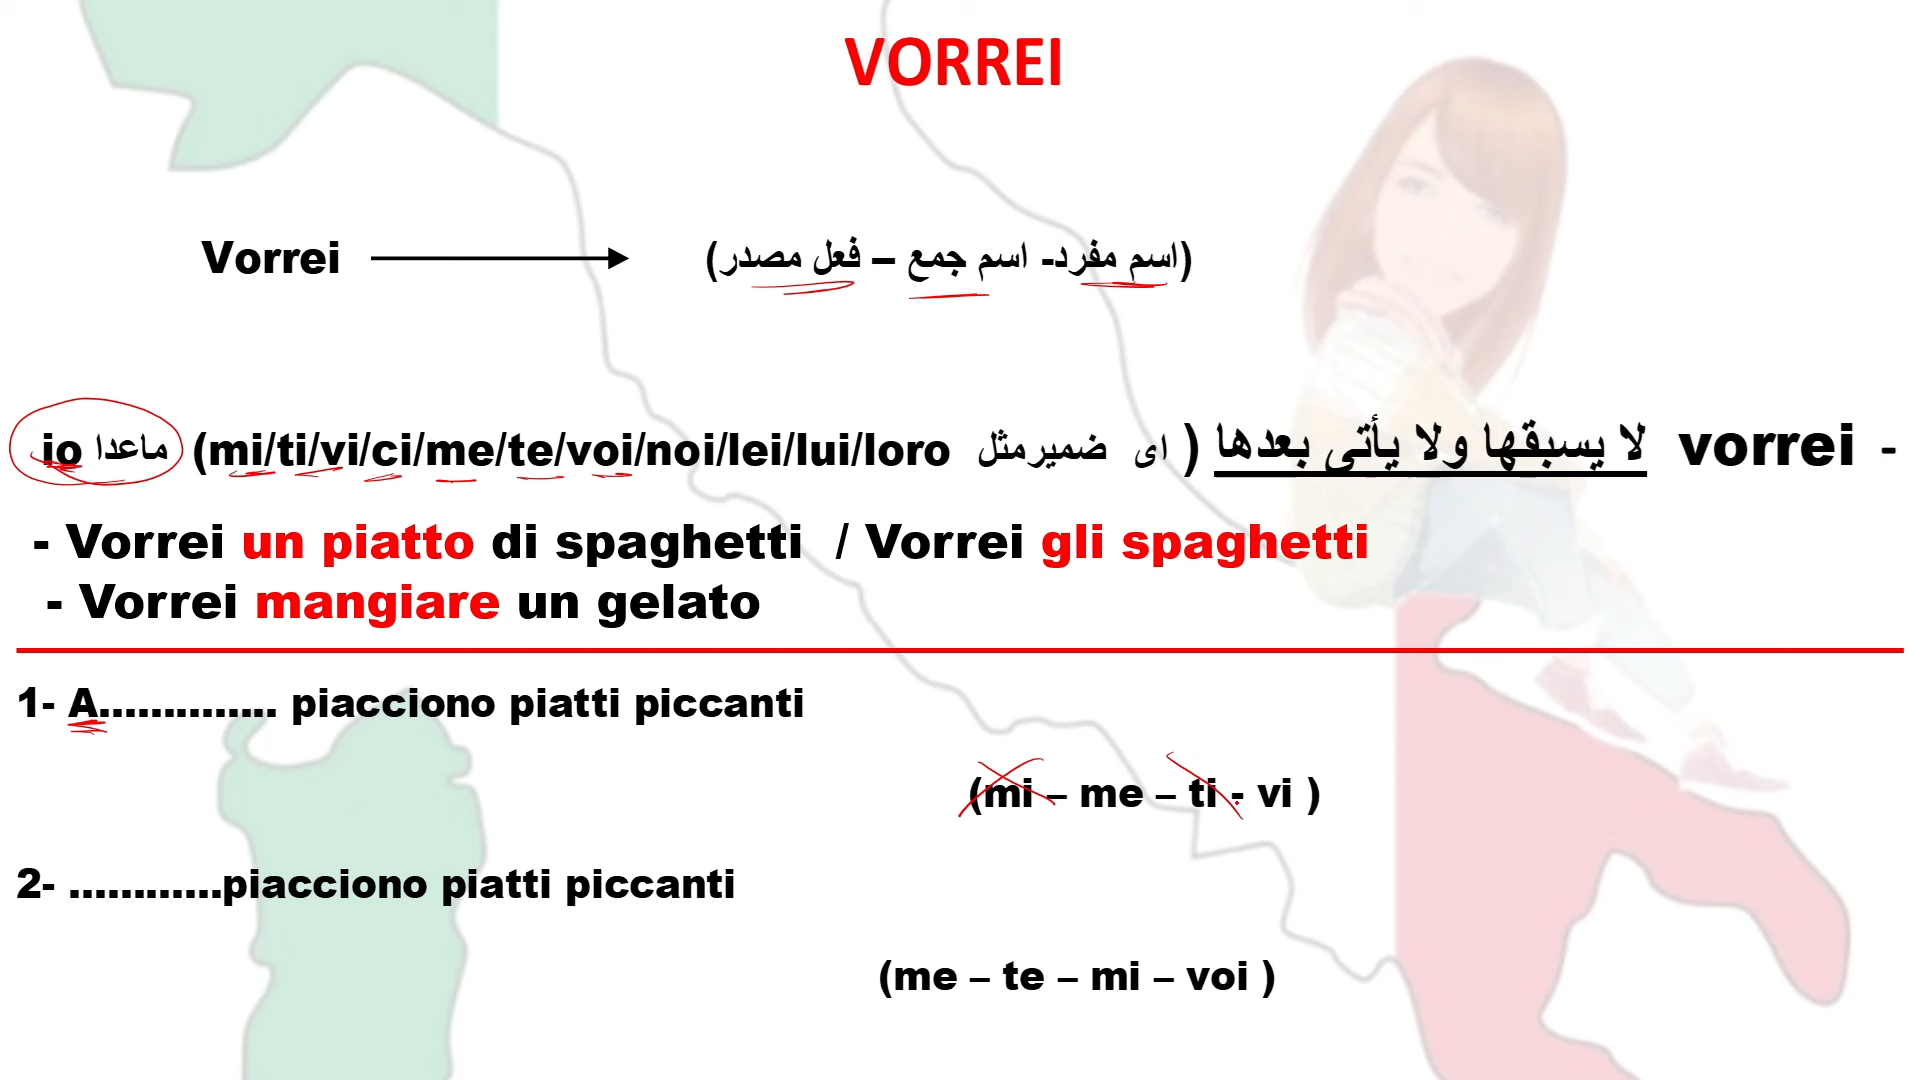 VORREI
Vorrei (اسم مفرد- اسم جمع – فعل مصدر)
- vorrei لا يسبقها ولا يأتى بعدها ( اى ضميرمثل mi/ti/vi/ci/me/te/voi/noi/lei/lui/loro) ماعدا io
- Vorrei un piatto di spaghetti / Vorrei gli spaghetti
- Vorrei mangiare un gelato
1- A.............. piacciono piatti piccanti
(mi – me – ti - vi )
2- ............piacciono piatti piccanti
(me – te – mi – voi )